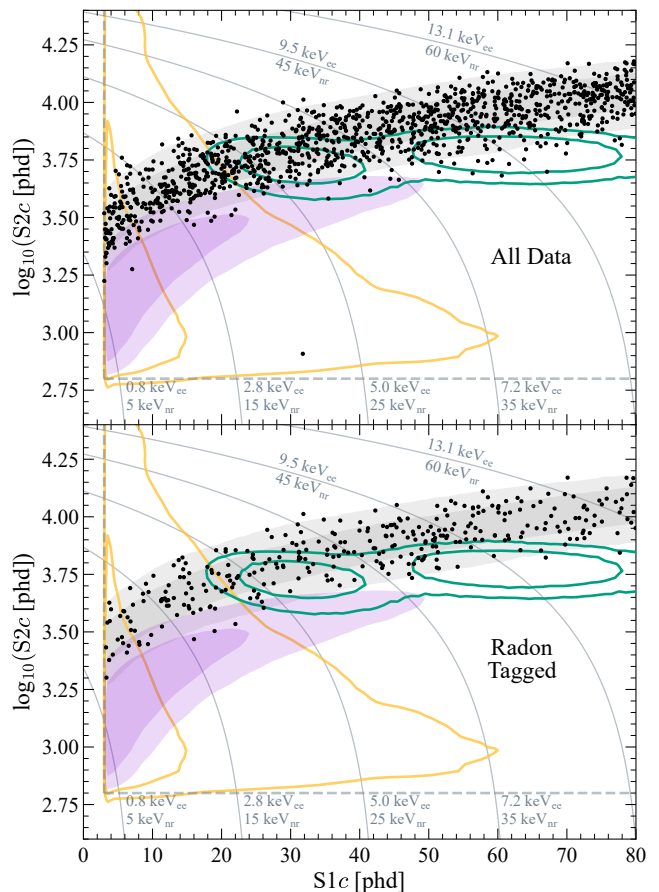 4.25
4.00
3.75
3.50
3.25
3.00
2.75
log₁₀(S2c [phd])
9.5 keVₑₑ
45 keVₙᵣ
13.1 keVₑₑ
60 keVₙᵣ
All Data
0.8 keVₑₑ
5 keVₙᵣ
2.8 keVₑₑ
15 keVₙᵣ
5.0 keVₑₑ
25 keVₙᵣ
7.2 keVₑₑ
35 keVₙᵣ
4.25
4.00
3.75
3.50
3.25
3.00
2.75
log₁₀(S2c [phd])
9.5 keVₑₑ
45 keVₙᵣ
13.1 keVₑₑ
60 keVₙᵣ
Radon
Tagged
0.8 keVₑₑ
5 keVₙᵣ
2.8 keVₑₑ
15 keVₙᵣ
5.0 keVₑₑ
25 keVₙᵣ
7.2 keVₑₑ
35 keVₙᵣ
0 10 20 30 40 50 60 70 80
S1c [phd]